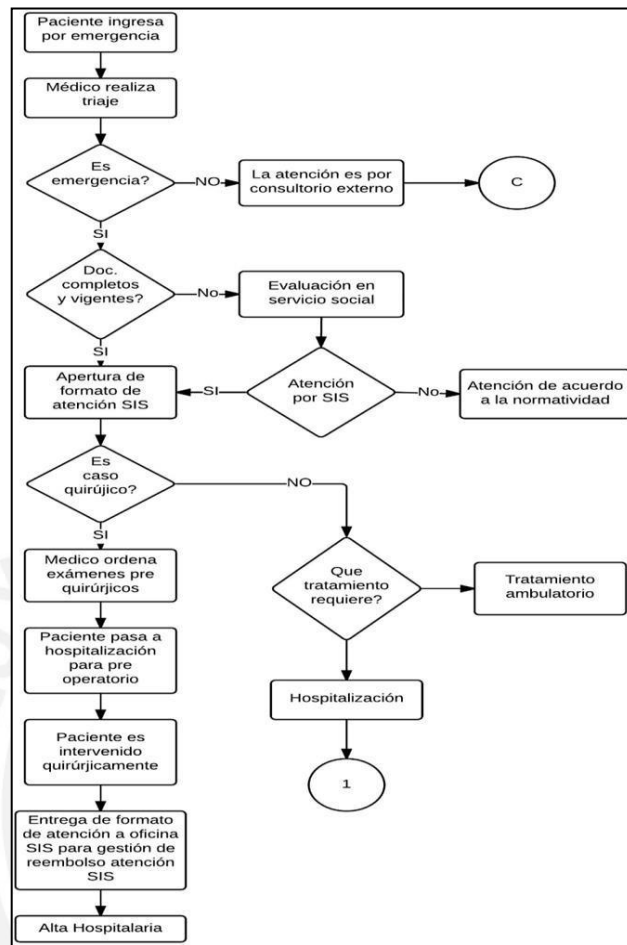 Paciente ingresa
por emergencia
Médico realiza
triaje
Es
emergencia?
NO
La atención es por
consultorio externo
C
SI
Doc.
completos
y vigentes?
No
Evaluación en
servicio social
SI
Apertura de
formato de
atención SIS
SI
Atención
por SIS
No
Atención de acuerdo
a la normatividad
Es
caso
quirújico?
NO
SI
Medico ordena
exámenes pre
quirúrjicos
Que
tratamiento
requiere?
Tratamiento
ambulatorio
Paciente pasa a
hospitalización
para pre
operatorio
Hospitalización
Paciente es
intervenido
quirúrjicamente
1
Entrega de formato
de atención a oficina
SIS para gestión de
reembolso atención
SIS
Alta Hospitalaria